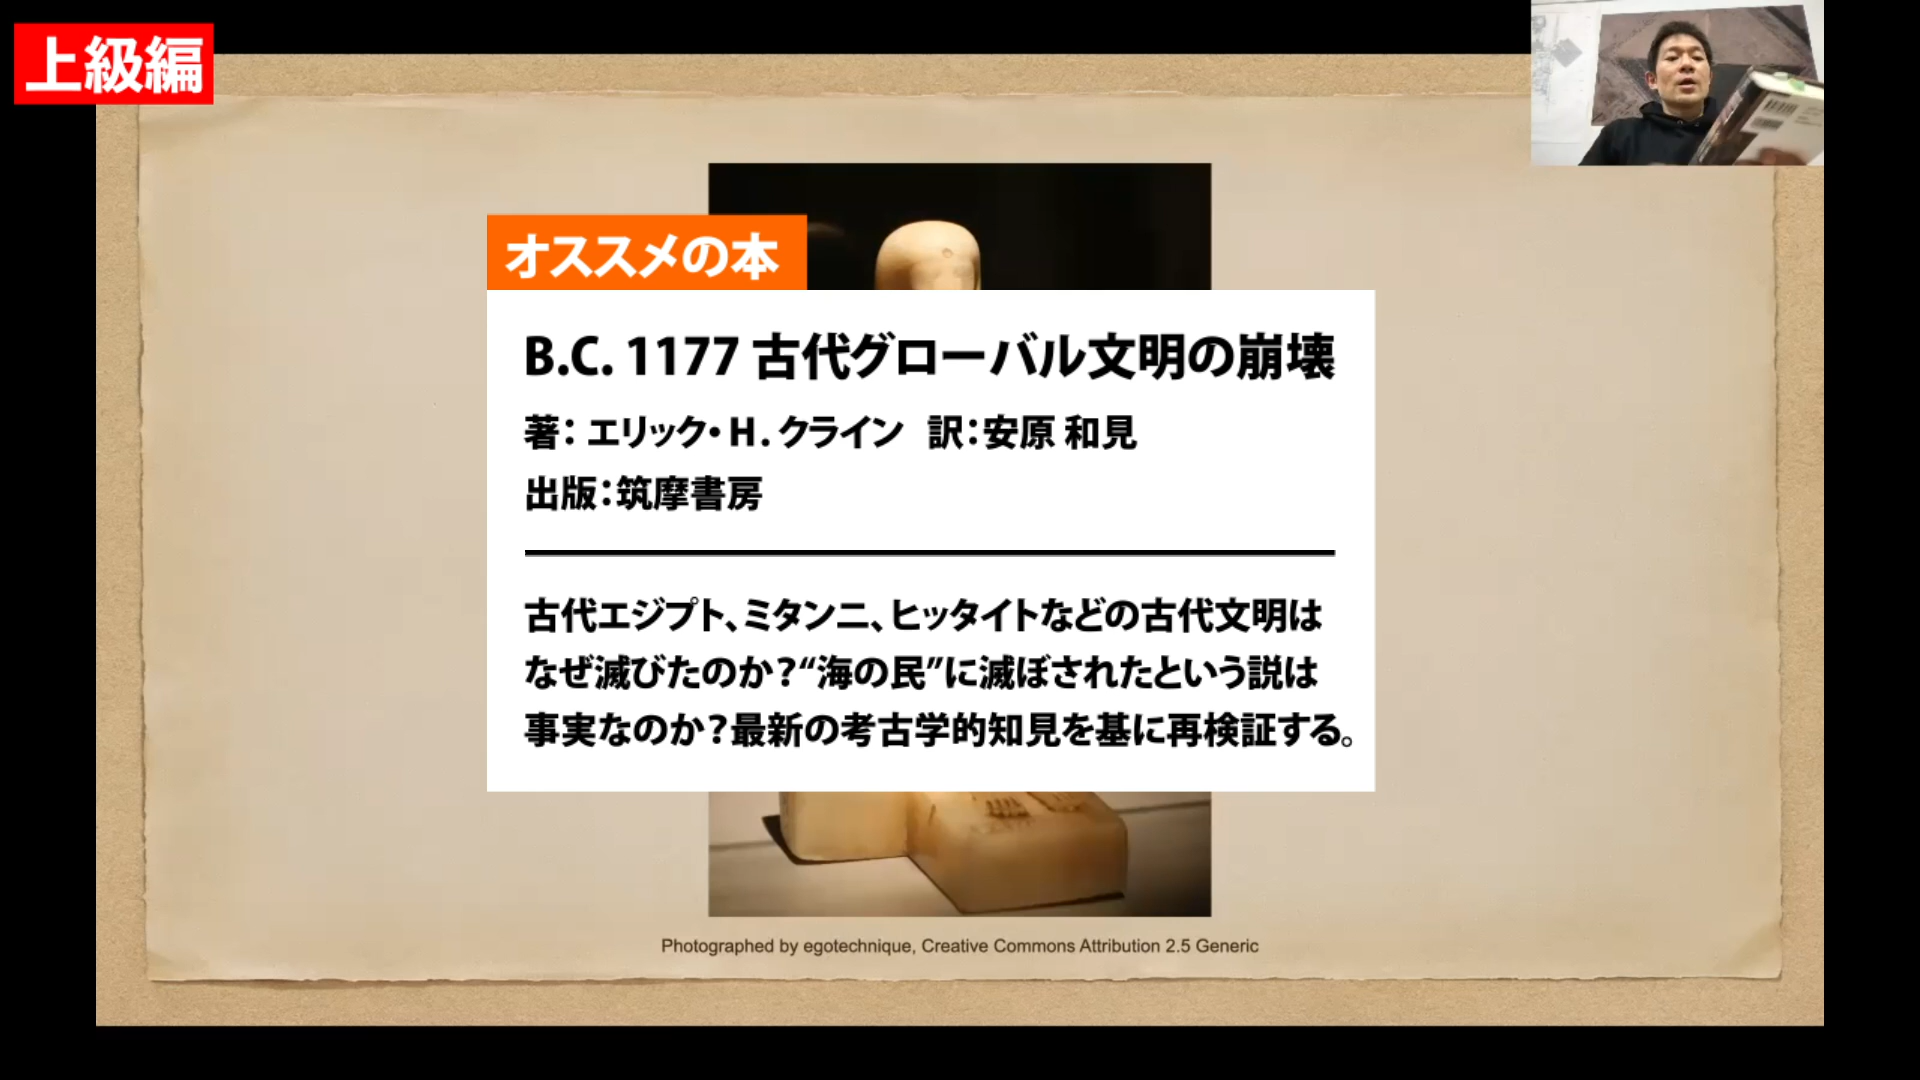 上級編
オススメの本
B.C. 1177 古代グローバル文明の崩壊
著：エリック・H.クライン 訳：安原 和見
出版：筑摩書房
古代エジプト、ミタンニ、ヒッタイトなどの古代文明は
なぜ滅びたのか？“海の民”に滅ぼされたという説は
事実なのか？最新の考古学的知見を基に再検証する。
Photographed by egotechnique, Creative Commons Attribution 2.5 Generic